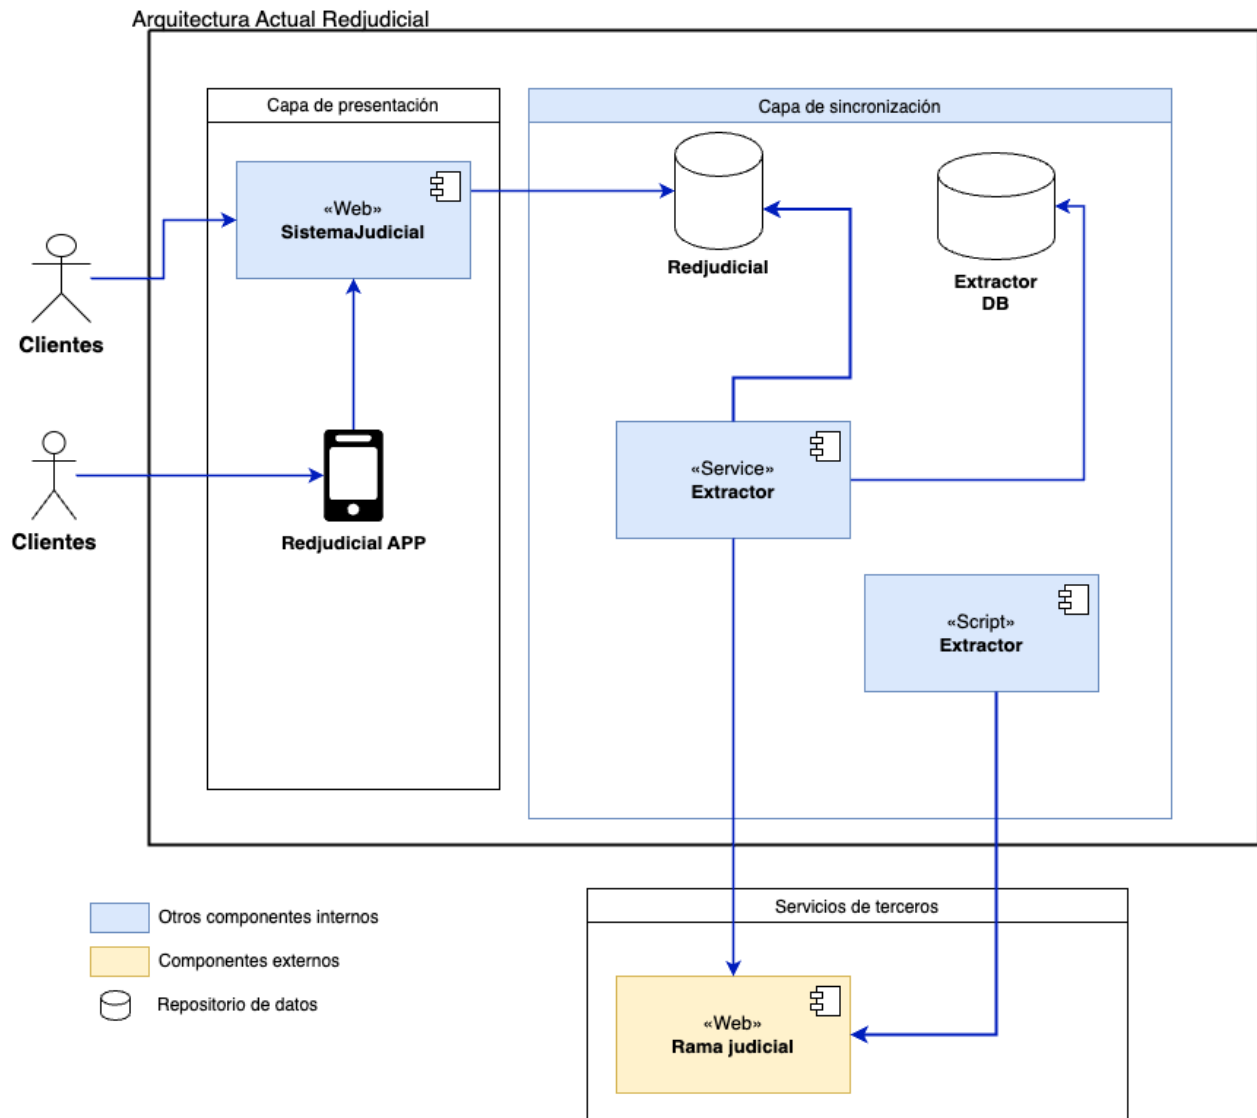 Arquitectura Actual Redjudicial
Capa de presentación
Capa de sincronización
«Web»
SistemaJudicial
Redjudicial
Extractor
DB
Clientes
«Service»
Extractor
Clientes
Redjudicial APP
«Script»
Extractor
Servicios de terceros
Otros componentes internos
Componentes externos
Repositorio de datos
«Web»
Rama judicial